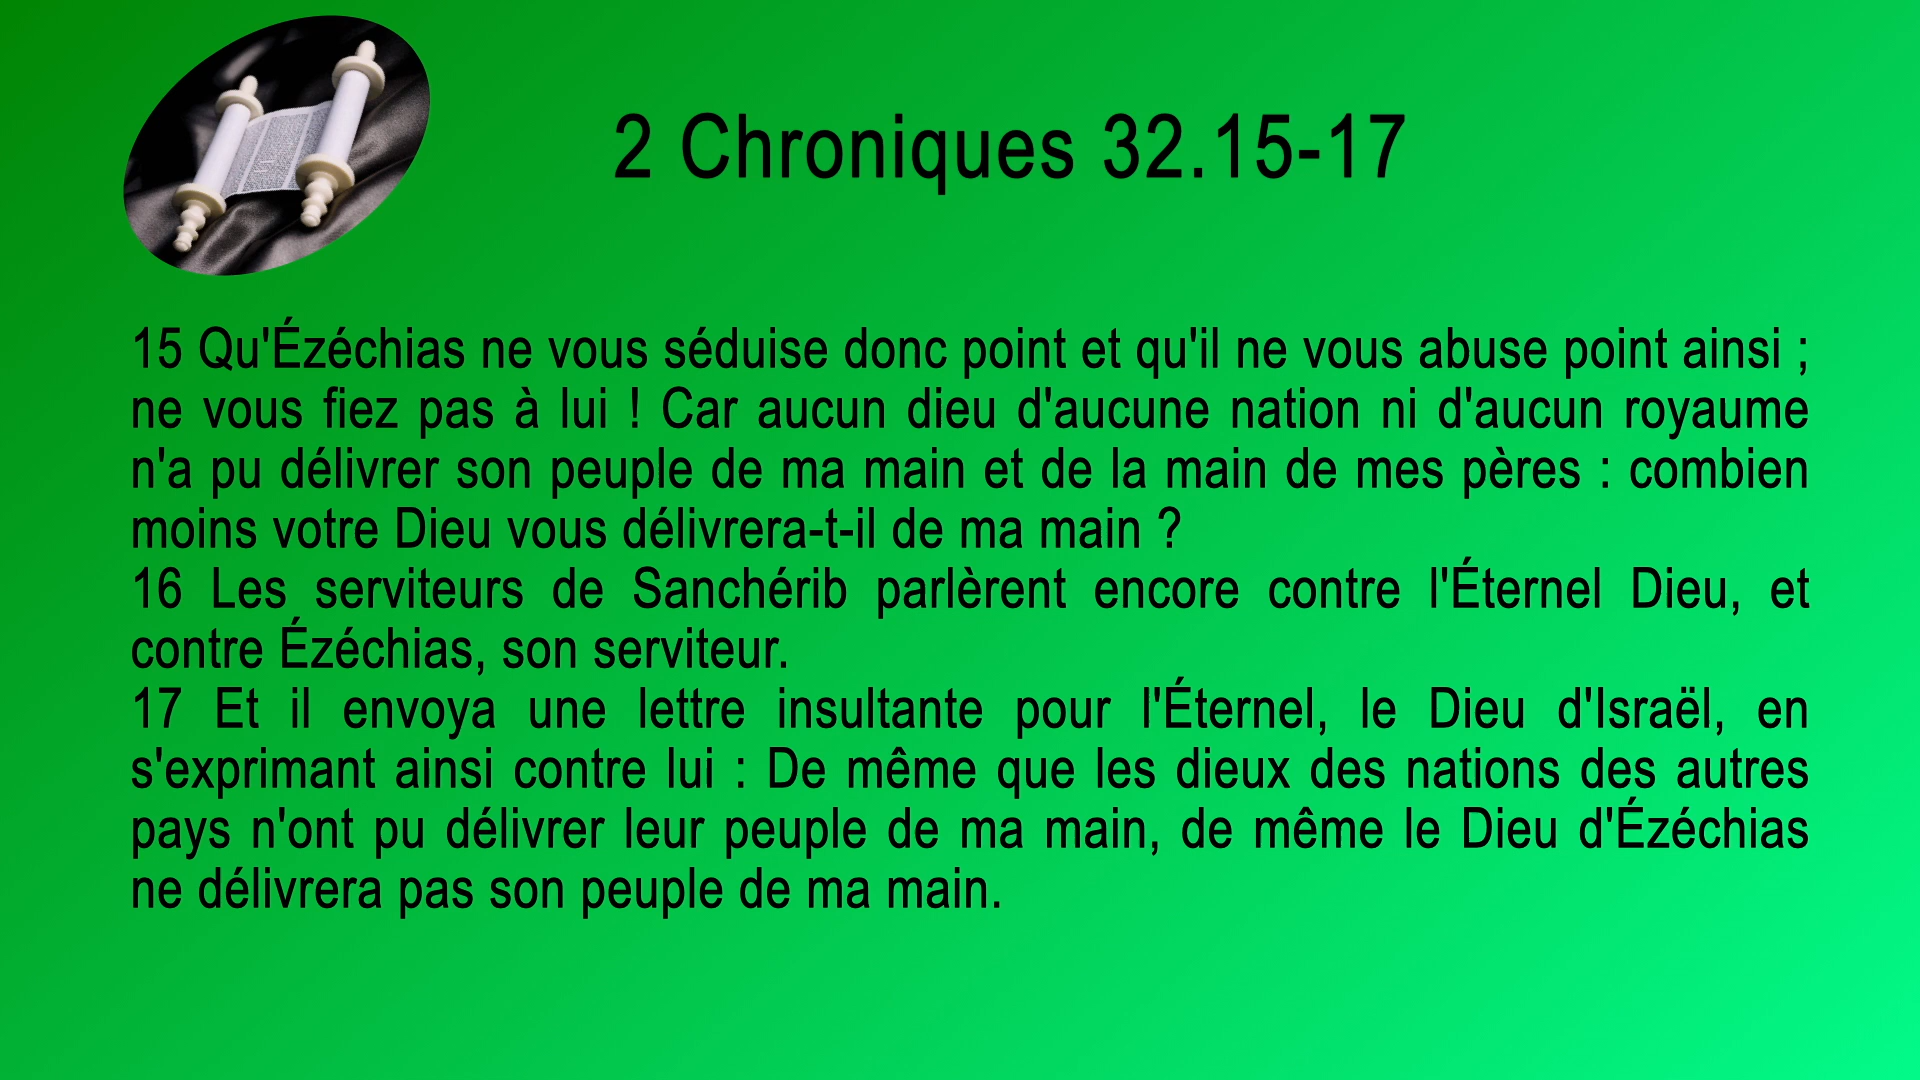 2 Chroniques 32.15-17
15 Qu'Ézéchias ne vous séduise donc point et qu'il ne vous abuse point ainsi ;
ne vous fiez pas à lui ! Car aucun dieu d'aucune nation ni d'aucun royaume
n'a pu délivrer son peuple de ma main et de la main de mes pères : combien
moins votre Dieu vous délivrera-t-il de ma main ?
16 Les serviteurs de Sanchérib parlèrent encore contre l'Éternel Dieu, et
contre Ézéchias, son serviteur.
17 Et il envoya une lettre insultante pour l'Éternel, le Dieu d'Israël, en
s'exprimant ainsi contre lui : De même que les dieux des nations des autres
pays n'ont pu délivrer leur peuple de ma main, de même le Dieu d'Ézéchias
ne délivrera pas son peuple de ma main.